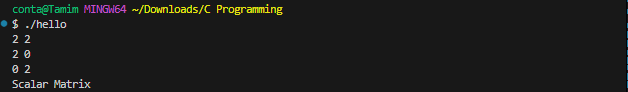 conta@Tamim MINGW64 ~/Downloads/C Programming
$ ./hello
2 2
2 0
0 2
Scalar Matrix